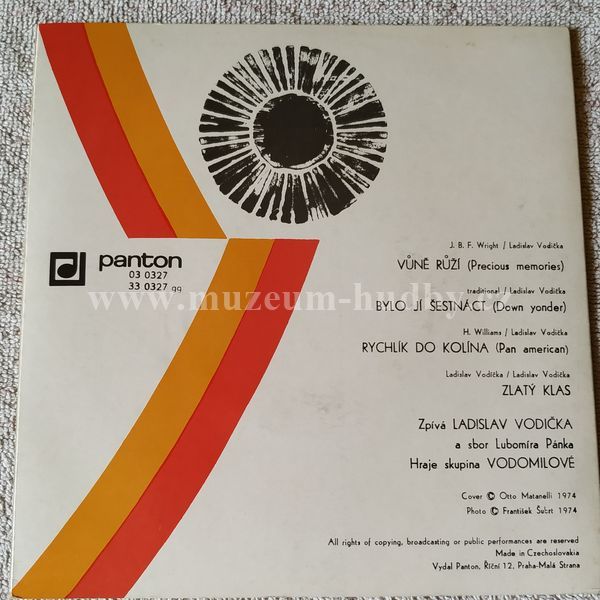 panton
03 0327
33 0327 qq
J. B. F. Wright / Ladislav Vodička
VŮNĚ RŮŽÍ (Precious memories)
traditional / Ladislav Vodička
BYLO JÍ ŠESTNÁCT (Down yonder)
www.muzeum-hudby.cz
H. Williams / Ladislav Vodička
RYCHLÍK DO KOLÍNA (Pan american)
Ladislav Vodička / Ladislav Vodička
ZLATÝ KLAS
Zpívá LADISLAV VODIČKA
a sbor Lubomíra Pánka
Hraje skupina VODOMILOVÉ
Cover © Otto Matanelli 1974
Photo © František Šubrt 1974
All rights of copying, broadcasting or public performances are reserved
Made in Czechoslovakia
Vydal Panton, Říční 12, Praha-Malá Strana